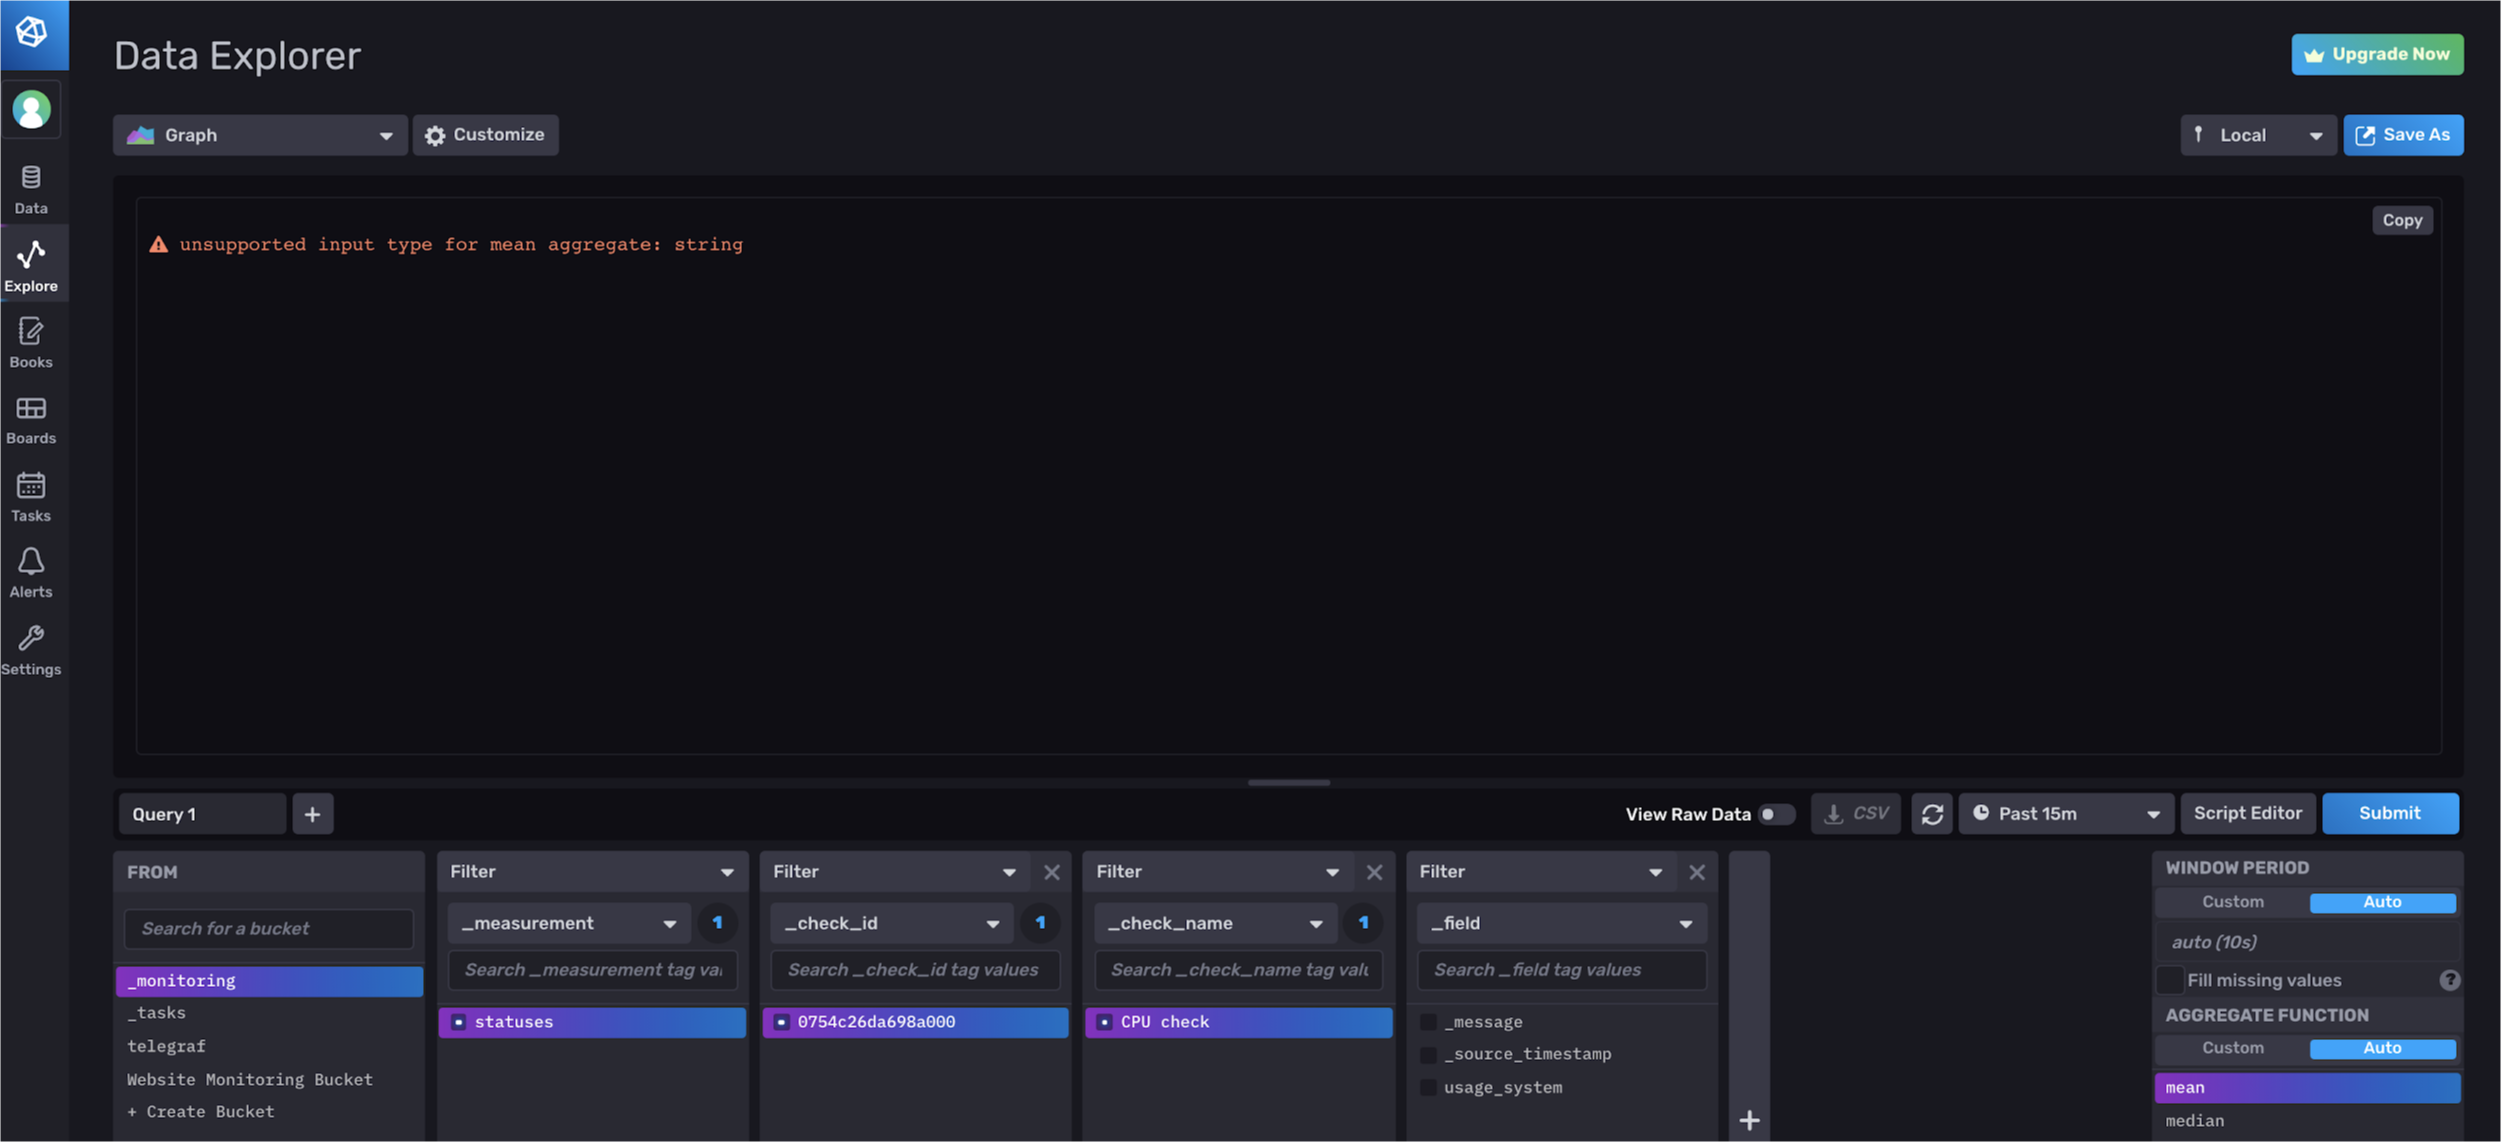 Data Explorer
Upgrade Now
Graph
Customize
Local
Save As
Data
Explore
Books
Boards
Tasks
Alerts
Settings
Copy
unsupported input type for mean aggregate: string
Query 1
+
View Raw Data
CSV
Past 15m
Script Editor
Submit
FROM
Search for a bucket
_monitoring
_tasks
telegraf
Website Monitoring Bucket
+ Create Bucket
Filter
_measurement
1
Search _measurement tag val
statuses
Filter
_check_id
1
Search _check_id tag values
0754c26da698a000
Filter
_check_name
1
Search _check_name tag valu
CPU check
Filter
_field
Search _field tag values
_message
_source_timestamp
usage_system
+
WINDOW PERIOD
Custom
Auto
auto (10s)
Fill missing values
?
AGGREGATE FUNCTION
Custom
Auto
mean
median